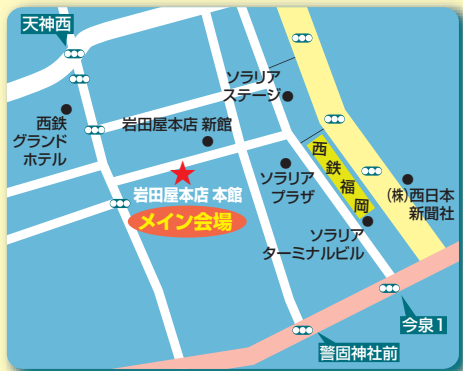 天神西
ソラリア
ステージ
西鉄
グランド
ホテル
岩田屋本店 新館
岩田屋本店 本館
メイン会場
ソラリア
プラザ
西鉄福岡
(株)西日本
新聞社
ソラリア
ターミナルビル
今泉1
警固神社前